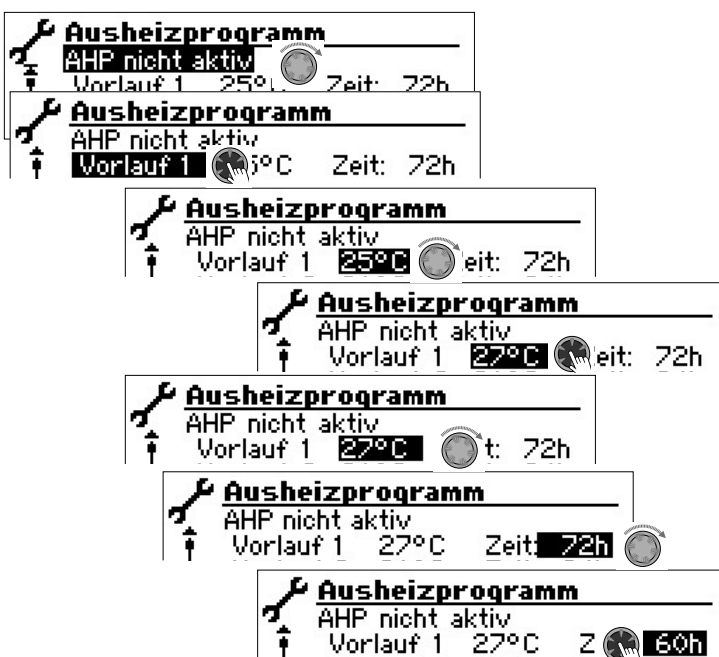 Ausheizprogramm
AHP nicht aktiv
Vorlauf 1 25° Zeit: 72h
Ausheizprogramm
AHP nicht aktiv
Vorlauf 1 5°C Zeit: 72h
Ausheizprogramm
AHP nicht aktiv
Vorlauf 1 25°C eit: 72h
Ausheizprogramm
AHP nicht aktiv
Vorlauf 1 27°C eit: 72h
Ausheizprogramm
AHP nicht aktiv
Vorlauf 1 27°C t: 72h
Ausheizprogramm
AHP nicht aktiv
Vorlauf 1 27°C Zeit: 72h
Ausheizprogramm
AHP nicht aktiv
Vorlauf 1 27°C Z 60h